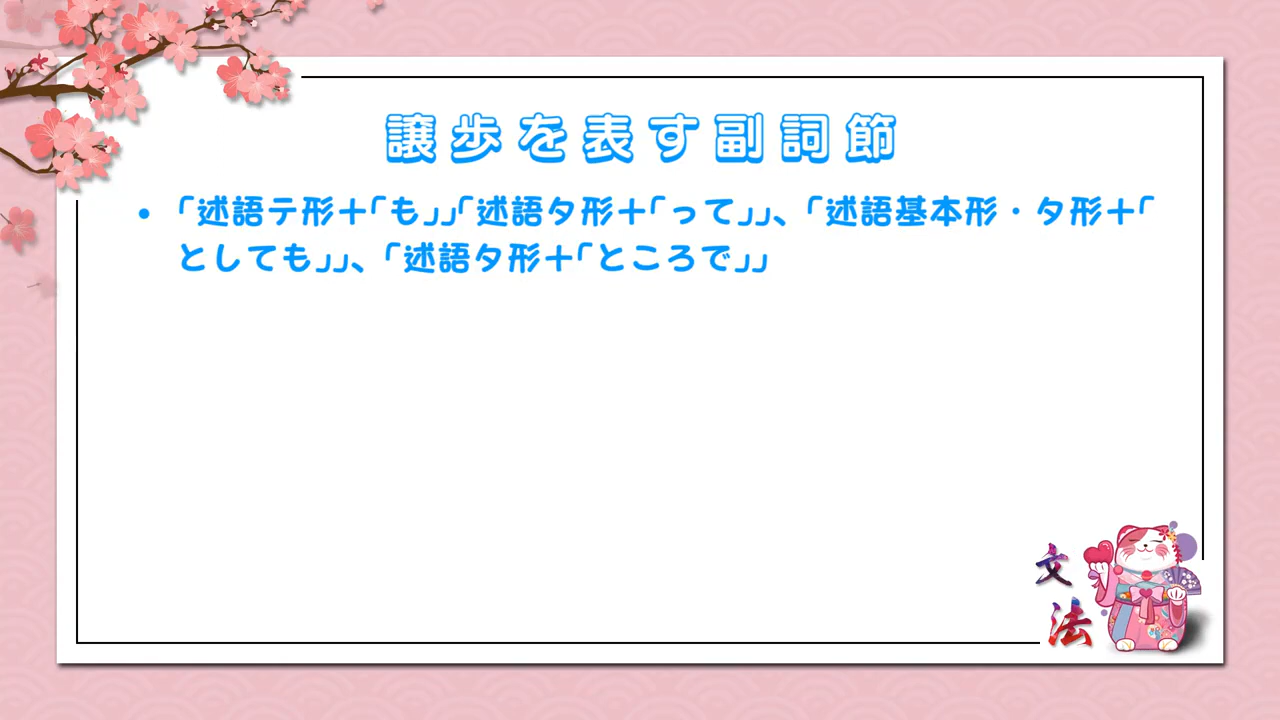 譲歩を表す副詞節
• 「述語テ形＋「も」」「述語タ形＋「って」」、「述語基本形・タ形＋「
としても」」、「述語タ形＋「ところで」」
文
法